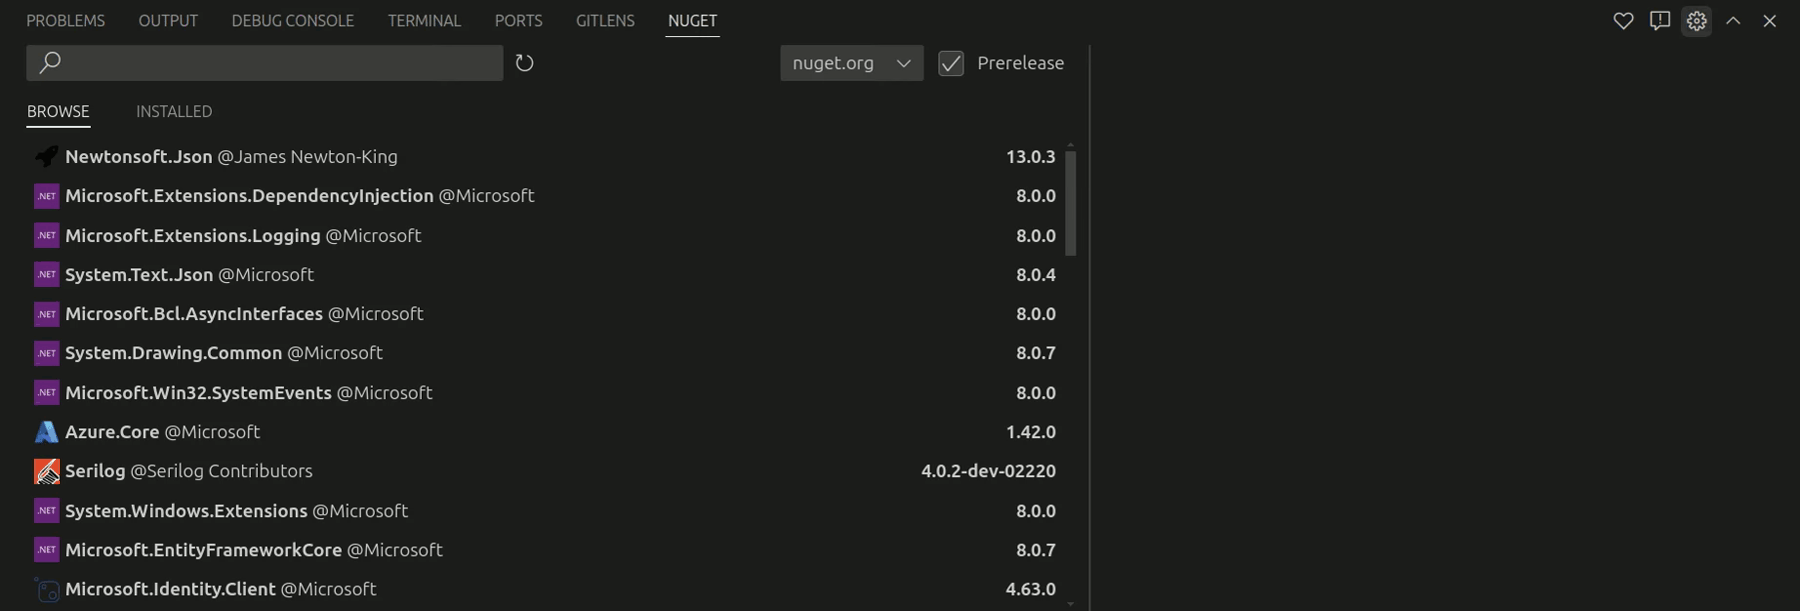 PROBLEMS OUTPUT DEBUG CONSOLE TERMINAL PORTS GITLENS NUGET
nuget.org Prerelease
BROWSE INSTALLED
Newtonsoft.Json @James Newton-King 13.0.3
.NET Microsoft.Extensions.DependencyInjection @Microsoft 8.0.0
.NET Microsoft.Extensions.Logging @Microsoft 8.0.0
.NET System.Text.Json @Microsoft 8.0.4
.NET Microsoft.Bcl.AsyncInterfaces @Microsoft 8.0.0
.NET System.Drawing.Common @Microsoft 8.0.7
.NET Microsoft.Win32.SystemEvents @Microsoft 8.0.0
Azure.Core @Microsoft 1.42.0
Serilog @Serilog Contributors 4.0.2-dev-02220
.NET System.Windows.Extensions @Microsoft 8.0.0
.NET Microsoft.EntityFrameworkCore @Microsoft 8.0.7
Microsoft.Identity.Client @Microsoft 4.63.0